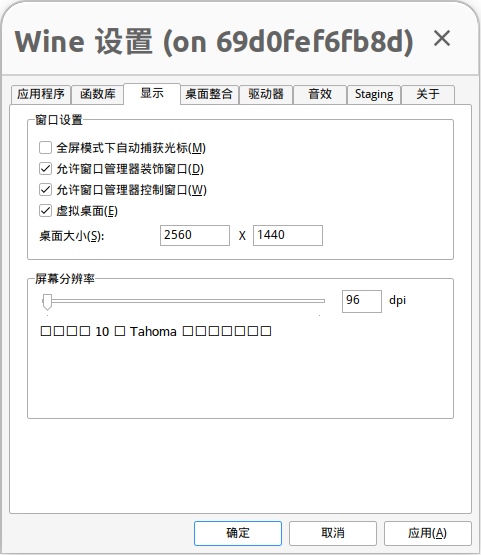 Wine 设置 (on 69d0fef6fb8d)
应用程序 函数库 显示 桌面整合 驱动器 音效 Staging 关于
窗口设置
全屏模式下自动捕获光标(M)
允许窗口管理器装饰窗口(D)
允许窗口管理器控制窗口(W)
虚拟桌面(E)
桌面大小(S): 2560 X 1440
屏幕分辨率
96 dpi
□□□□ 10 □ Tahoma □□□□□□□
确定 取消 应用(A)